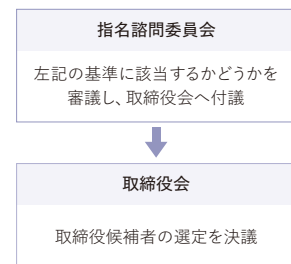 指名諮問委員会
左記の基準に該当するかどうかを
審議し、取締役会へ付議
取締役会
取締役候補者の選定を決議